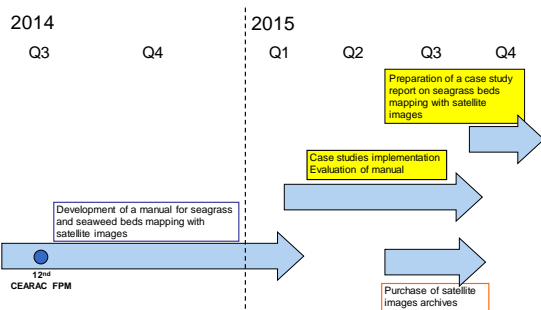 2014
2015
Q3
Q4
Q1
Q2
Q3
Q4
Preparation of a case study
report on seagrass beds
mapping with satellite
images
Case studies implementation
Evaluation of manual
Development of a manual for seagrass
and seaweed beds mapping with
satellite images
12nd
CEARAC FPM
Purchase of satellite
images archives